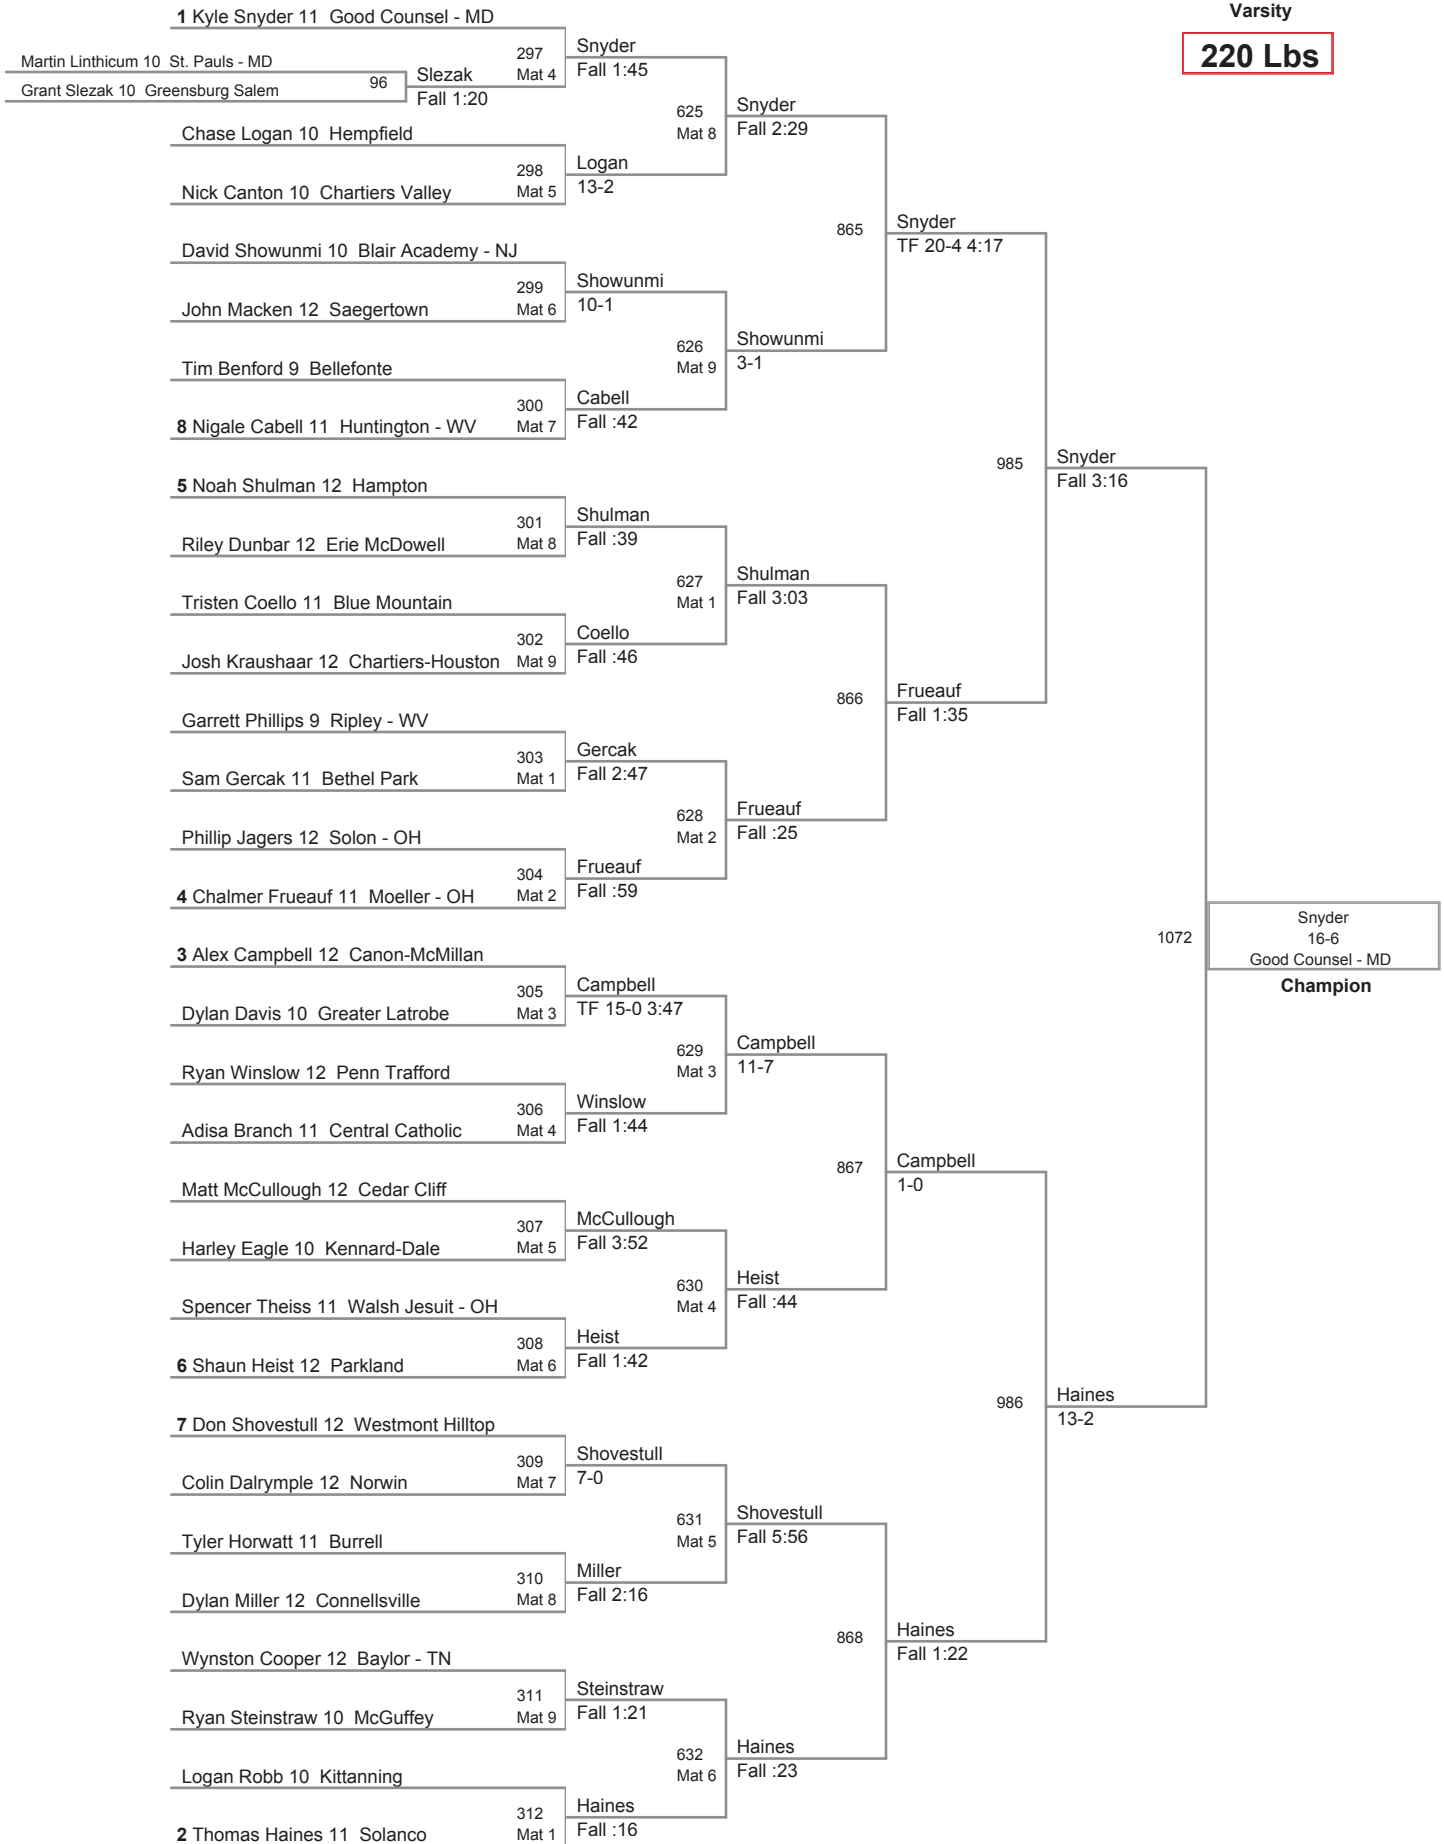 Varsity
220 Lbs
1 Kyle Snyder 11 Good Counsel - MD
Martin Linthicum 10 St. Pauls - MD
Grant Slezak 10 Greensburg Salem
96
Slezak
Fall 1:20
297
Mat 4
Snyder
Fall 1:45
Chase Logan 10 Hempfield
Nick Canton 10 Chartiers Valley
298
Mat 5
Logan
13-2
625
Mat 8
Snyder
Fall 2:29
David Showunmi 10 Blair Academy - NJ
John Macken 12 Saegertown
299
Mat 6
Showunmi
10-1
Tim Benford 9 Bellefonte
8 Nigale Cabell 11 Huntington - WV
300
Mat 7
Cabell
Fall :42
626
Mat 9
Showunmi
3-1
865
Snyder
TF 20-4 4:17
5 Noah Shulman 12 Hampton
Riley Dunbar 12 Erie McDowell
301
Mat 8
Shulman
Fall :39
Tristen Coello 11 Blue Mountain
Josh Kraushaar 12 Chartiers-Houston
302
Mat 9
Coello
Fall :46
627
Mat 1
Shulman
Fall 3:03
Garrett Phillips 9 Ripley - WV
Sam Gercak 11 Bethel Park
303
Mat 1
Gercak
Fall 2:47
Phillip Jagers 12 Solon - OH
4 Chalmer Frueauf 11 Moeller - OH
304
Mat 2
Frueauf
Fall :59
628
Mat 2
Frueauf
Fall :25
866
Frueauf
Fall 1:35
985
Snyder
Fall 3:16
3 Alex Campbell 12 Canon-McMillan
Dylan Davis 10 Greater Latrobe
305
Mat 3
Campbell
TF 15-0 3:47
Ryan Winslow 12 Penn Trafford
Adisa Branch 11 Central Catholic
306
Mat 4
Winslow
Fall 1:44
629
Mat 3
Campbell
11-7
Matt McCullough 12 Cedar Cliff
Harley Eagle 10 Kennard-Dale
307
Mat 5
McCullough
Fall 3:52
Spencer Theiss 11 Walsh Jesuit - OH
6 Shaun Heist 12 Parkland
308
Mat 6
Heist
Fall 1:42
630
Mat 4
Heist
Fall :44
867
Campbell
1-0
7 Don Shovestull 12 Westmont Hilltop
Colin Dalrymple 12 Norwin
309
Mat 7
Shovestull
7-0
Tyler Horwatt 11 Burrell
Dylan Miller 12 Connellsville
310
Mat 8
Miller
Fall 2:16
631
Mat 5
Shovestull
Fall 5:56
Wynston Cooper 12 Baylor - TN
Ryan Steinstraw 10 McGuffey
311
Mat 9
Steinstraw
Fall 1:21
Logan Robb 10 Kittanning
2 Thomas Haines 11 Solanco
312
Mat 1
Haines
Fall :16
632
Mat 6
Haines
Fall :23
868
Haines
Fall 1:22
986
Haines
13-2
1072
Snyder
16-6
Good Counsel - MD
Champion